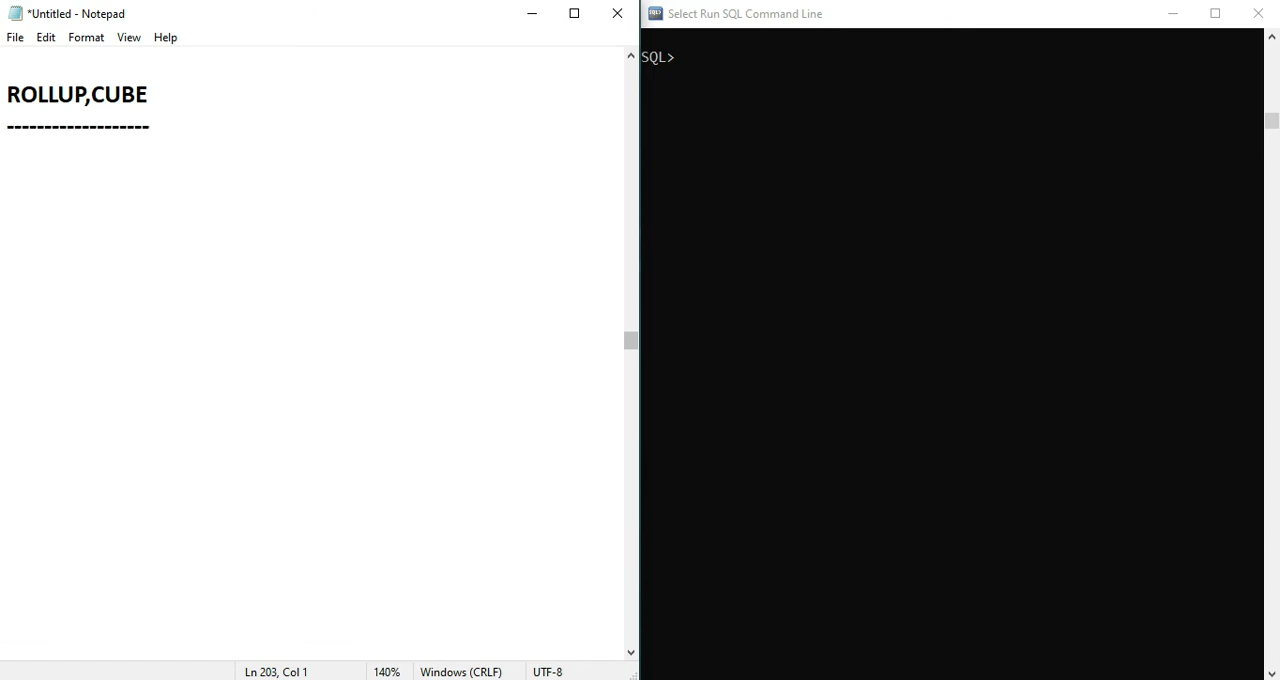 *Untitled - Notepad
File Edit Format View Help
ROLLUP,CUBE
-------------------
Ln 203, Col 1 140% Windows (CRLF) UTF-8
Select Run SQL Command Line
SQL>